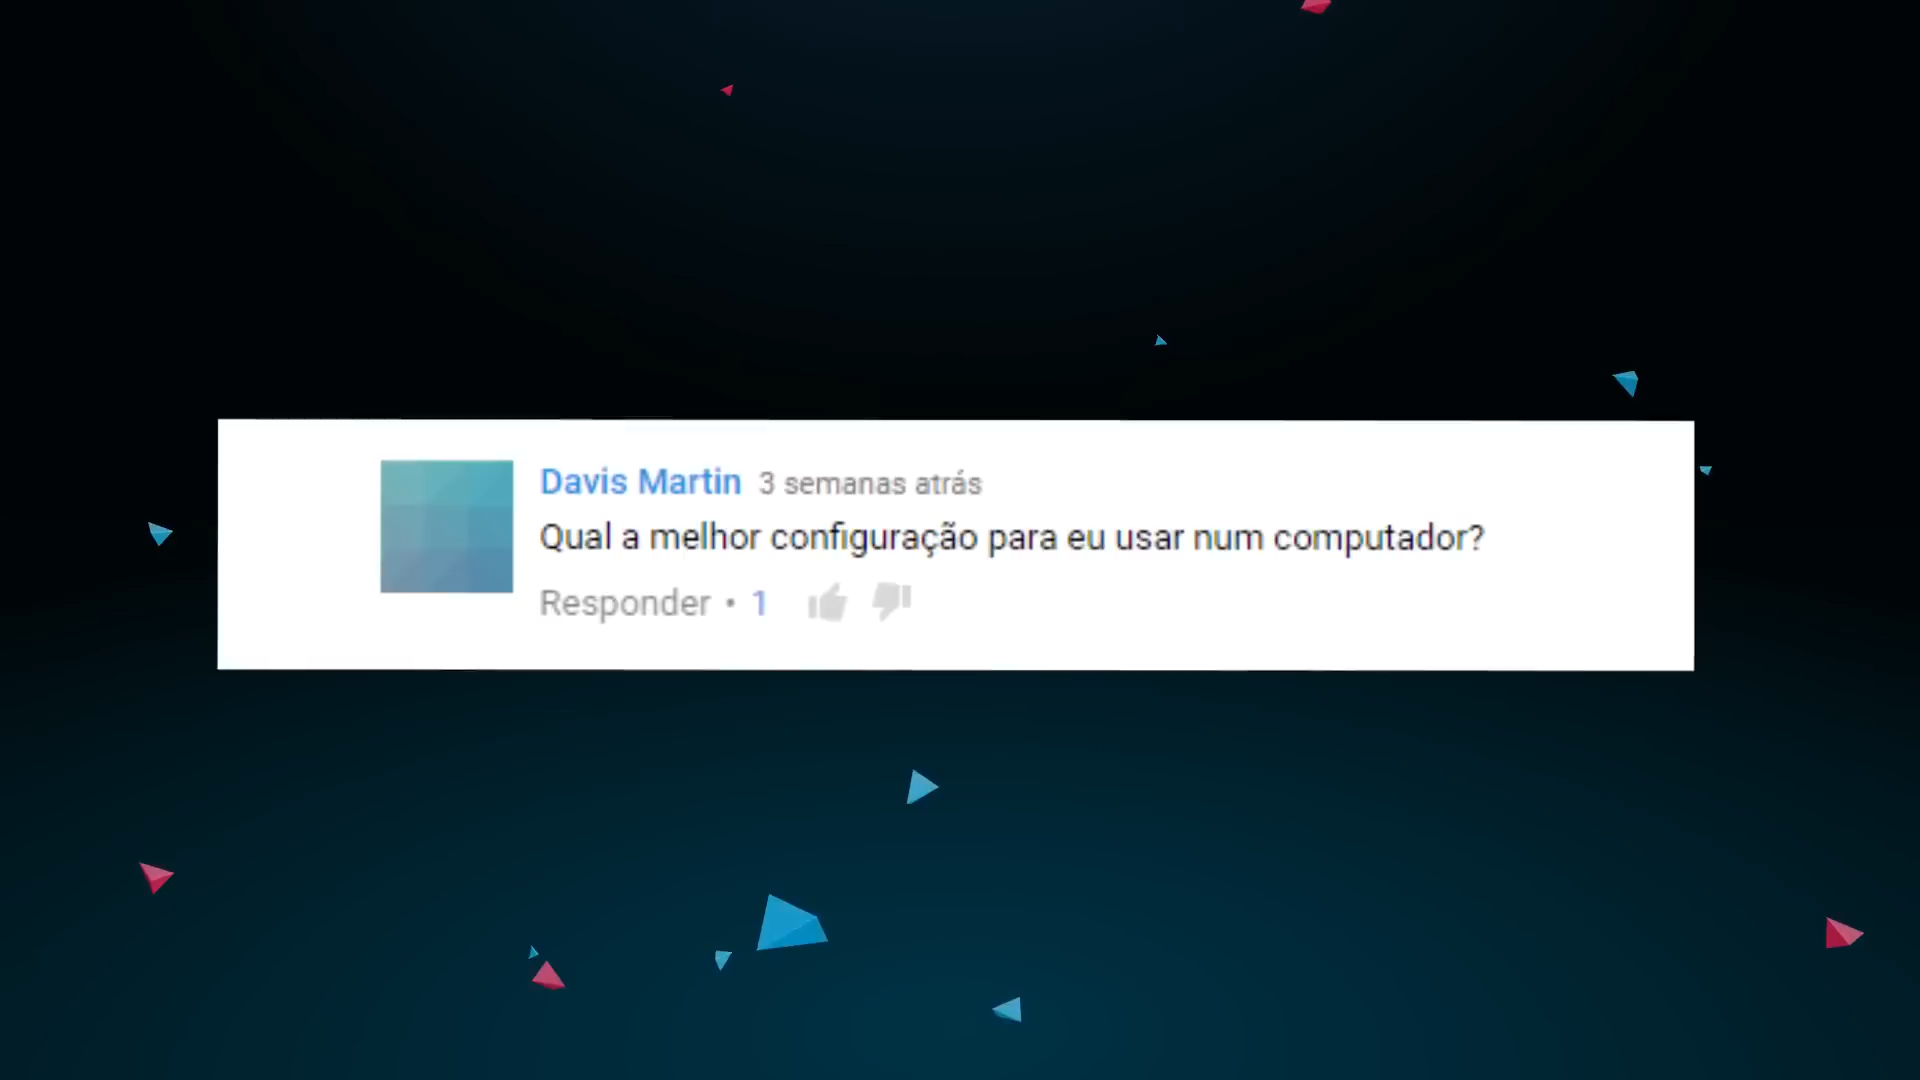 Davis Martin 3 semanas atrás
Qual a melhor configuração para eu usar num computador?
Responder • 1